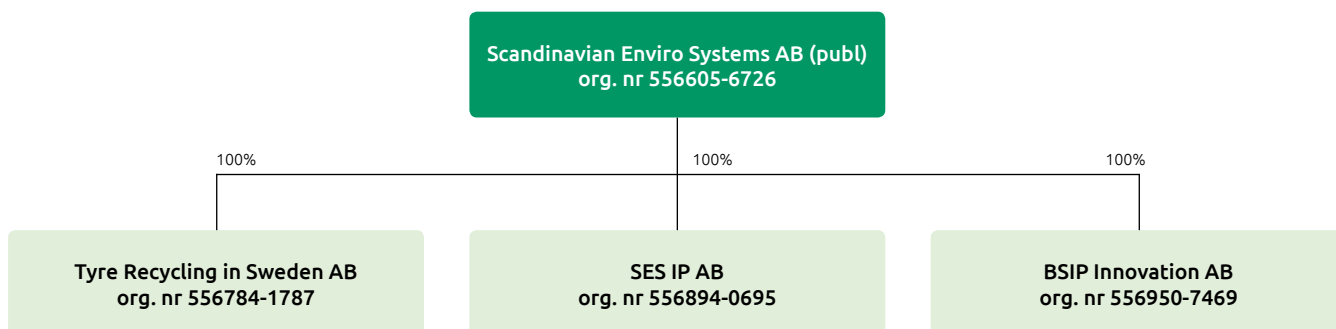 Scandinavian Enviro Systems AB (publ)
org. nr 556605-6726
100%
100%
100%
Tyre Recycling in Sweden AB
org. nr 556784-1787
SES IP AB
org. nr 556894-0695
BSIP Innovation AB
org. nr 556950-7469